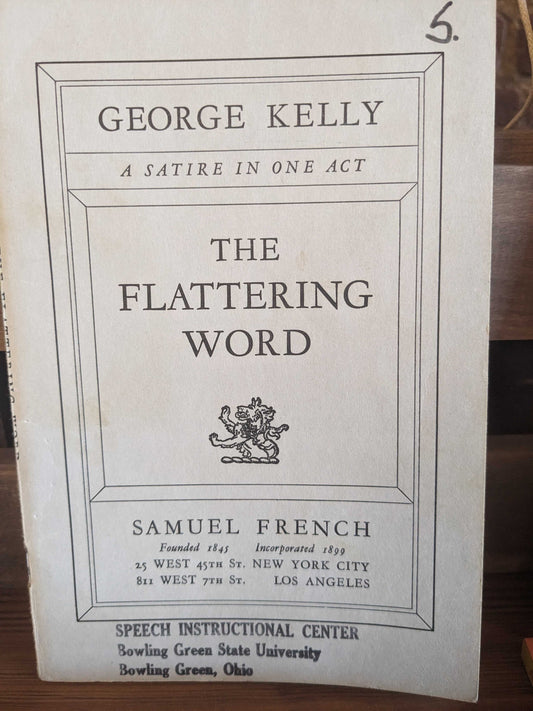 5.
GEORGE KELLY
A SATIRE IN ONE ACT
THE
FLATTERING
WORD
SAMUEL FRENCH
Founded 1845 Incorporated 1899
25 WEST 45TH ST. NEW YORK CITY
811 WEST 7TH ST. LOS ANGELES
SPEECH INSTRUCTIONAL CENTER
Bowling Green State University
Bowling Green, Ohio